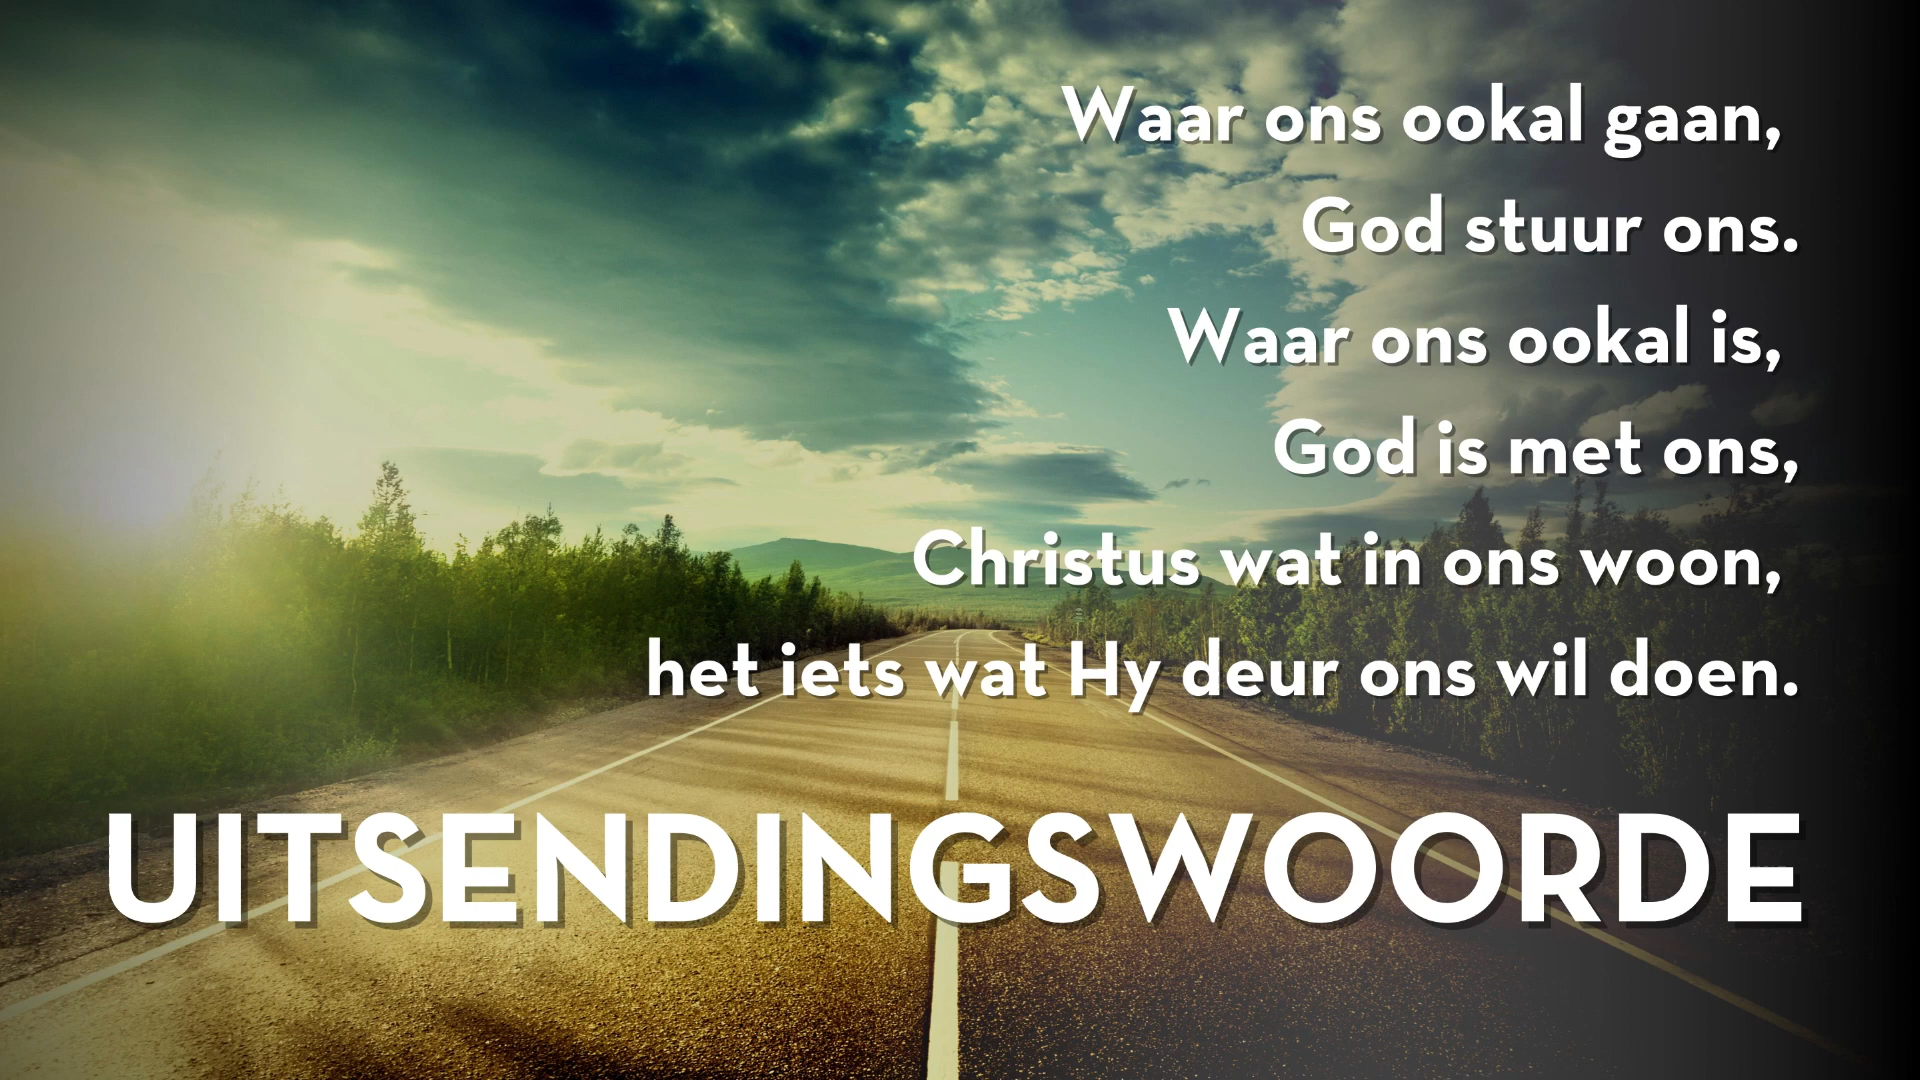 Waar ons ookal gaan,
God stuur ons.
Waar ons ookal is,
God is met ons,
Christus wat in ons woon,
het iets wat Hy deur ons wil doen.
UITSENDINGSWOORDE